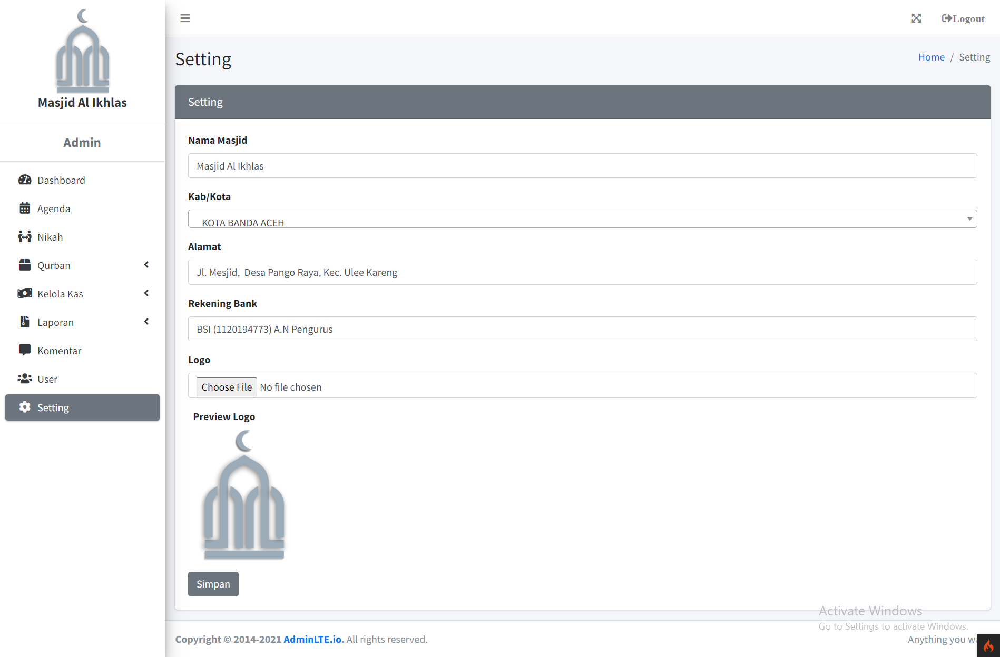 Masjid Al Ikhlas
Admin
Dashboard
Agenda
Nikah
Qurban
Kelola Kas
Laporan
Komentar
User
Setting
Logout
Setting
Home / Setting
Setting
Nama Masjid
Masjid Al Ikhlas
Kab/Kota
KOTA BANDA ACEH
Alamat
Jl. Mesjid,  Desa Pango Raya, Kec. Ulee Kareng
Rekening Bank
BSI (1120194773) A.N Pengurus
Logo
Choose File No file chosen
Preview Logo
Simpan
Activate Windows
Go to Settings to activate Windows.
Copyright © 2014-2021 AdminLTE.io. All rights reserved.
Anything you